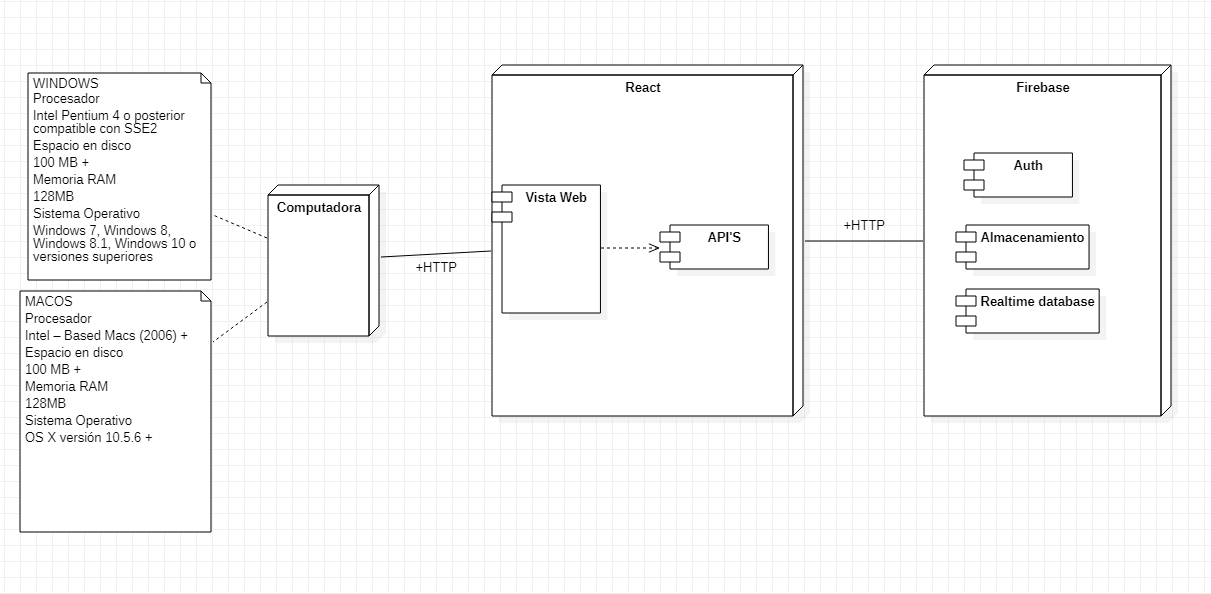 WINDOWS
Procesador
Intel Pentium 4 o posterior
compatible con SSE2
Espacio en disco
100 MB +
Memoria RAM
128MB
Sistema Operativo
Windows 7, Windows 8,
Windows 8.1, Windows 10 o
versiones superiores
MACOS
Procesador
Intel – Based Macs (2006) +
Espacio en disco
100 MB +
Memoria RAM
128MB
Sistema Operativo
OS X versión 10.5.6 +
Computadora
+HTTP
React
Vista Web
API'S
+HTTP
Firebase
Auth
Almacenamiento
Realtime database